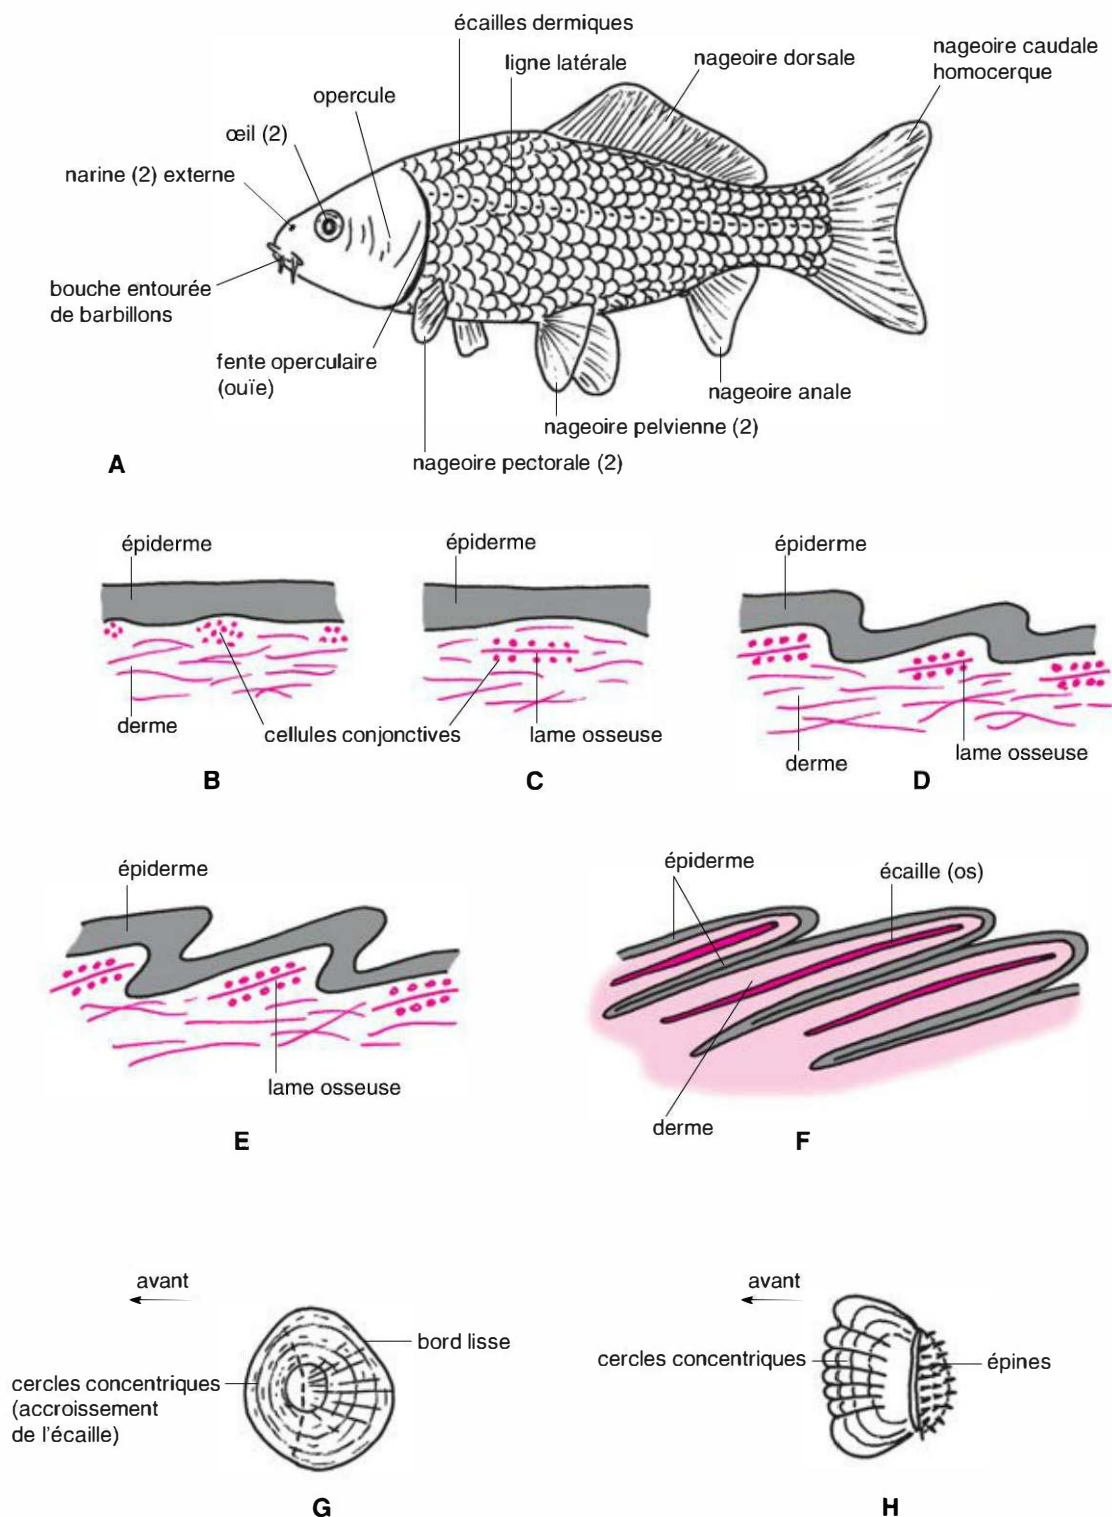 écailles dermiques
ligne latérale
nageoire dorsale
nageoire caudale
homocerque
opercule
œil (2)
narine (2) externe
bouche entourée
de barbillons
fente operculaire
(ouïe)
nageoire anale
nageoire pelvienne (2)
nageoire pectorale (2)
A
épiderme
derme
cellules conjonctives
B
épiderme
lame osseuse
C
épiderme
derme
lame osseuse
D
épiderme
lame osseuse
E
épiderme
écaille (os)
derme
F
avant
bord lisse
cercles concentriques
(accroissement
de l'écaille)
G
avant
cercles concentriques
épines
H